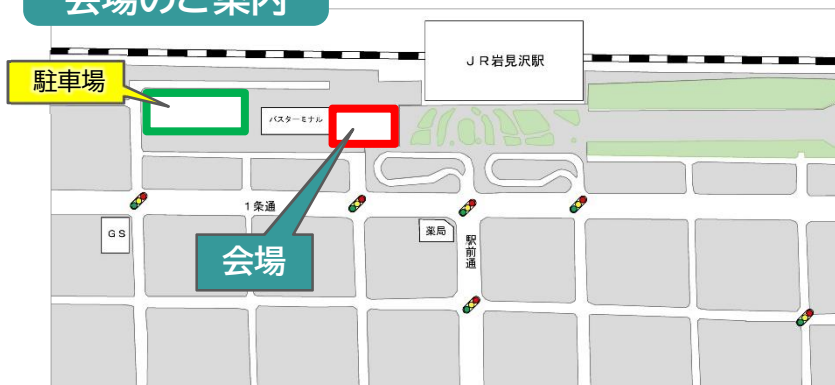 会場のご案内
JR岩見沢駅
駐車場
バスターミナル
1条通
GS
薬局
駅前通
会場